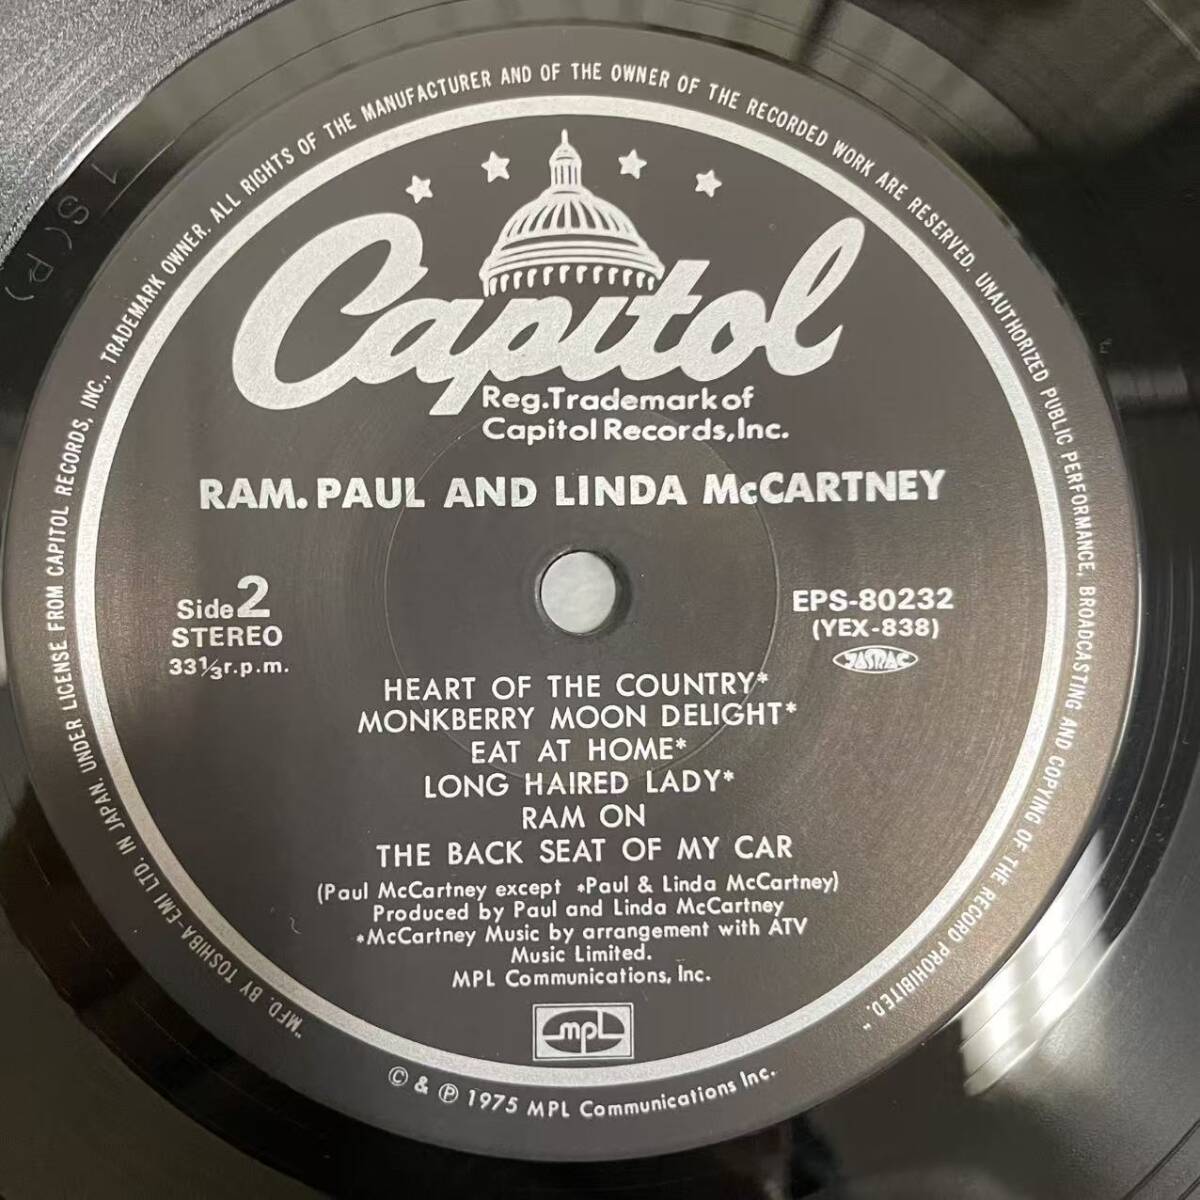 "MFD. BY TOSHIBA-EMI LTD. IN JAPAN. UNDER LICENSE FROM CAPITOL RECORDS, INC., TRADEMARK OWNER. ALL RIGHTS OF THE MANUFACTURER AND OF THE OWNER OF THE RECORDED WORK ARE RESERVED. UNAUTHORIZED PUBLIC PERFORMANCE, BROADCASTING AND COPYING OF THE RECORD PROHIBITED."
Capitol
Reg.Trademark of
Capitol Records,Inc.
RAM. PAUL AND LINDA McCARTNEY
Side 2
STEREO
33 1/3 r.p.m.
EPS-80232
(YEX-838)
JASRAC
HEART OF THE COUNTRY*
MONKBERRY MOON DELIGHT*
EAT AT HOME*
LONG HAIRED LADY*
RAM ON
THE BACK SEAT OF MY CAR
(Paul McCartney except *Paul & Linda McCartney)
Produced by Paul and Linda McCartney
*McCartney Music by arrangement with ATV
Music Limited.
MPL Communications, Inc.
mpl
© & ℗ 1975 MPL Communications Inc.
1S(P)